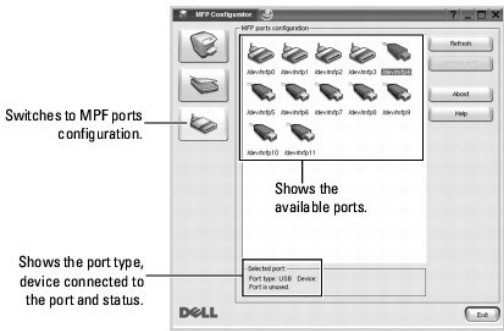 MFP Configurator
MFP ports configuration
/dev/mfp0 /dev/mfp1 /dev/mfp2 /dev/mfp3 /dev/mfp4
/dev/mfp5 /dev/mfp6 /dev/mfp7 /dev/mfp8 /dev/mfp9
/dev/mfp10 /dev/mfp11
Refresh
About
Help
Switches to MPF ports
configuration.
Shows the
available ports.
Shows the port type,
device connected to
the port and status.
Selected port:
Port type: USB Device:
Port is unused.
DELL
Exit